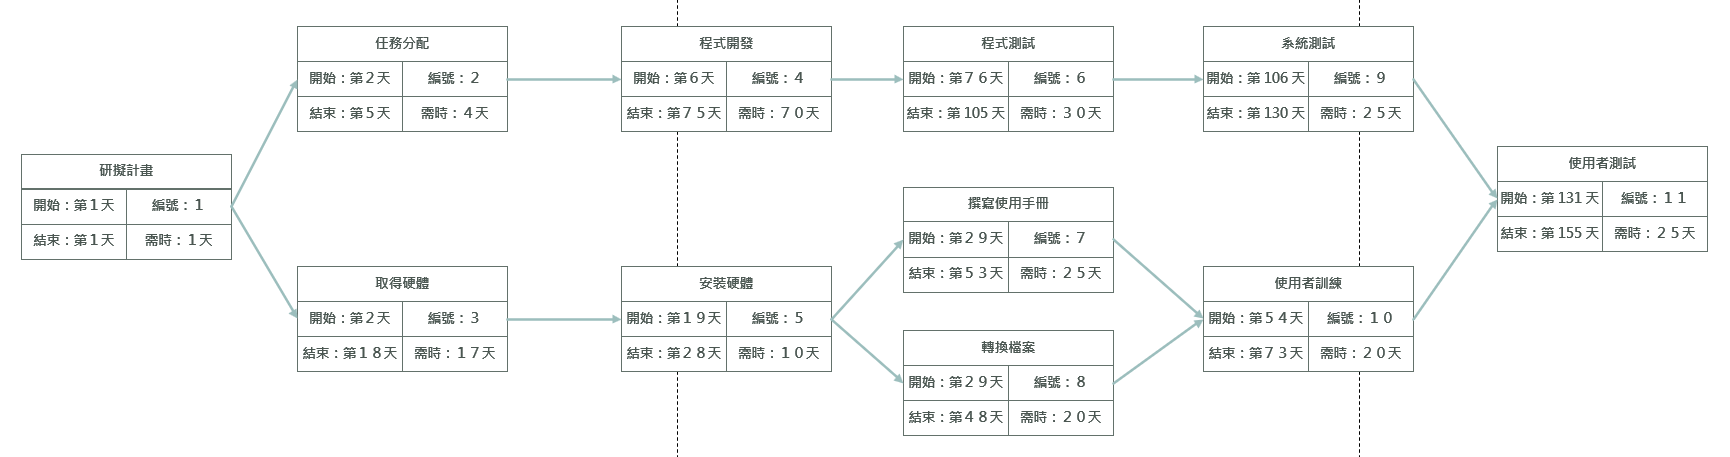 任務分配
開始：第2天 編號：2
結束：第5天 需時：4天
程式開發
開始：第6天 編號：4
結束：第75天 需時：70天
程式測試
開始：第76天 編號：6
結束：第105天 需時：30天
系統測試
開始：第106天 編號：9
結束：第130天 需時：25天
研擬計畫
開始：第1天 編號：1
結束：第1天 需時：1天
使用者測試
開始：第131天 編號：11
結束：第155天 需時：25天
撰寫使用手冊
開始：第29天 編號：7
結束：第53天 需時：25天
取得硬體
開始：第2天 編號：3
結束：第18天 需時：17天
安裝硬體
開始：第19天 編號：5
結束：第28天 需時：10天
使用者訓練
開始：第54天 編號：10
結束：第73天 需時：20天
轉換檔案
開始：第29天 編號：8
結束：第48天 需時：20天